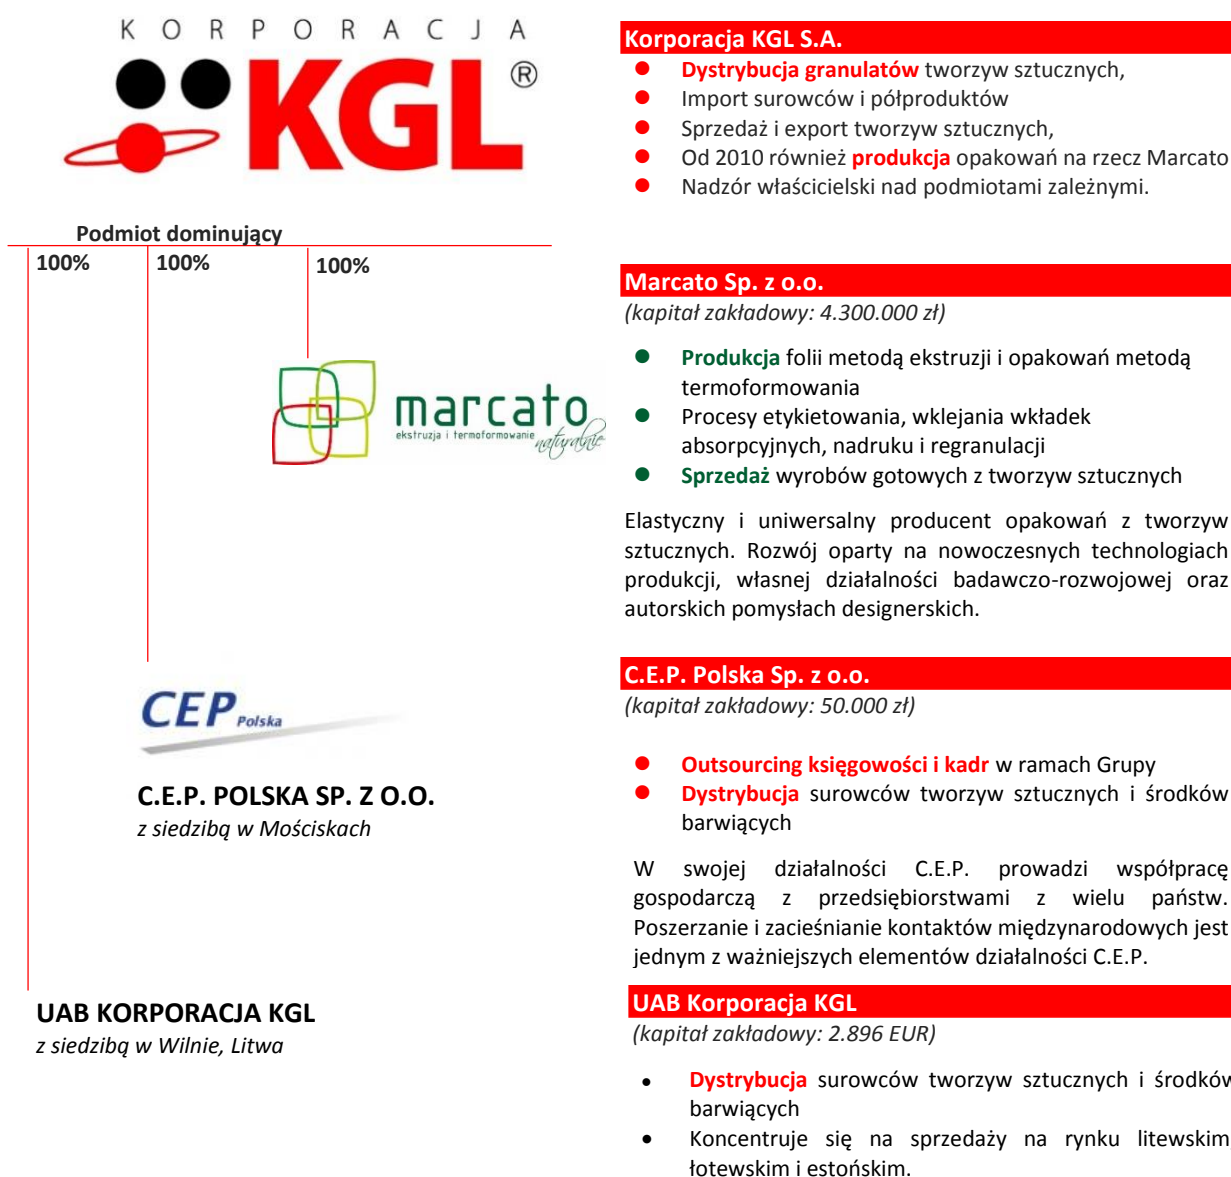 KORPORACJA
KGL®
Podmiot dominujący
100% 100% 100%
marcato
ekstruzja i termoformowanie
naturalnie
CEP Polska
C.E.P. POLSKA SP. Z O.O.
z siedzibą w Mościskach
UAB KORPORACJA KGL
z siedzibą w Wilnie, Litwa
Korporacja KGL S.A.
Dystrybucja granulatów tworzyw sztucznych,
Import surowców i półproduktów
Sprzedaż i export tworzyw sztucznych,
Od 2010 również produkcja opakowań na rzecz Marcato
Nadzór właścicielski nad podmiotami zależnymi.
Marcato Sp. z o.o.
(kapitał zakładowy: 4.300.000 zł)
Produkcja folii metodą ekstruzji i opakowań metodą
termoformowania
Procesy etykietowania, wklejania wkładek
absorpcyjnych, nadruku i regranulacji
Sprzedaż wyrobów gotowych z tworzyw sztucznych
Elastyczny i uniwersalny producent opakowań z tworzyw
sztucznych. Rozwój oparty na nowoczesnych technologiach
produkcji, własnej działalności badawczo-rozwojowej oraz
autorskich pomysłach designerskich.
C.E.P. Polska Sp. z o.o.
(kapitał zakładowy: 50.000 zł)
Outsourcing księgowości i kadr w ramach Grupy
Dystrybucja surowców tworzyw sztucznych i środków
barwiących
W swojej działalności C.E.P. prowadzi współpracę
gospodarczą z przedsiębiorstwami z wielu państw.
Poszerzanie i zacieśnianie kontaktów międzynarodowych jest
jednym z ważniejszych elementów działalności C.E.P.
UAB Korporacja KGL
(kapitał zakładowy: 2.896 EUR)
Dystrybucja surowców tworzyw sztucznych i środków
barwiących
Koncentruje się na sprzedaży na rynku litewskim
łotewskim i estońskim.